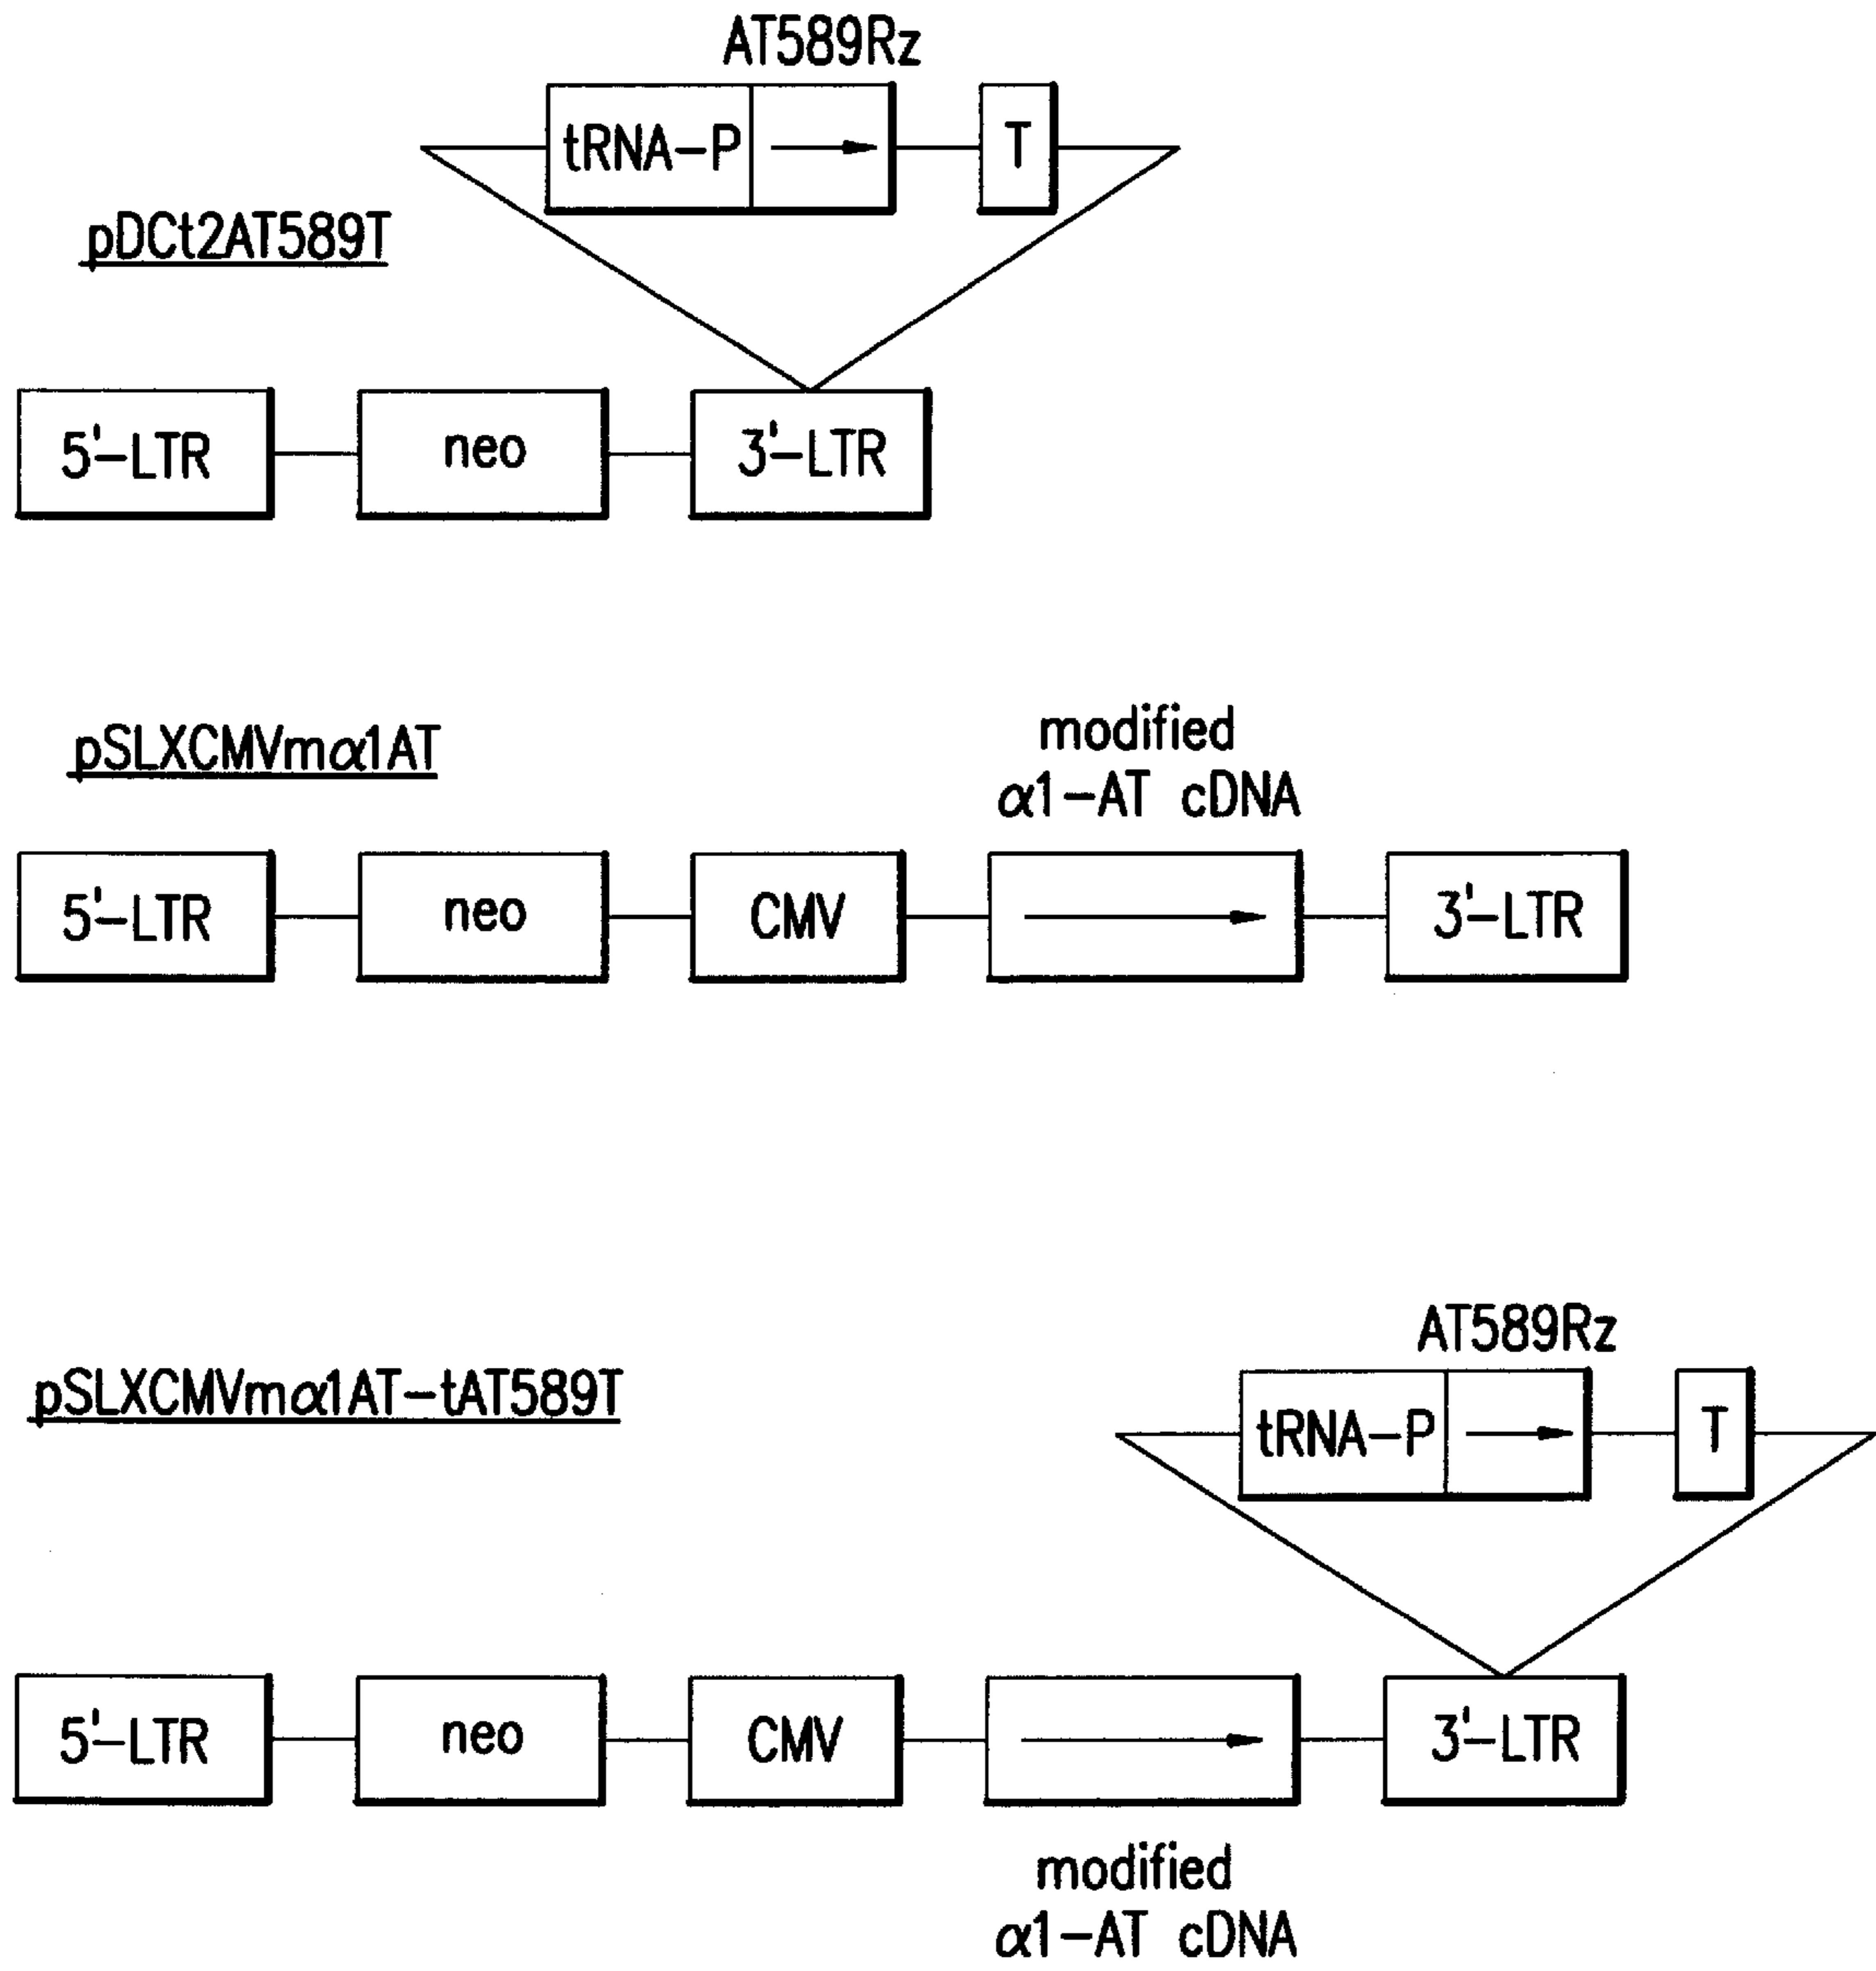 AT589Rz
tRNA-P T
pDCt2AT589T
5'-LTR neo 3'-LTR
pSLXCMVmα1AT
modified
α1-AT cDNA
5'-LTR neo CMV 3'-LTR
AT589Rz
pSLXCMVmα1AT-tAT589T
tRNA-P T
5'-LTR neo CMV 3'-LTR
modified
α1-AT cDNA